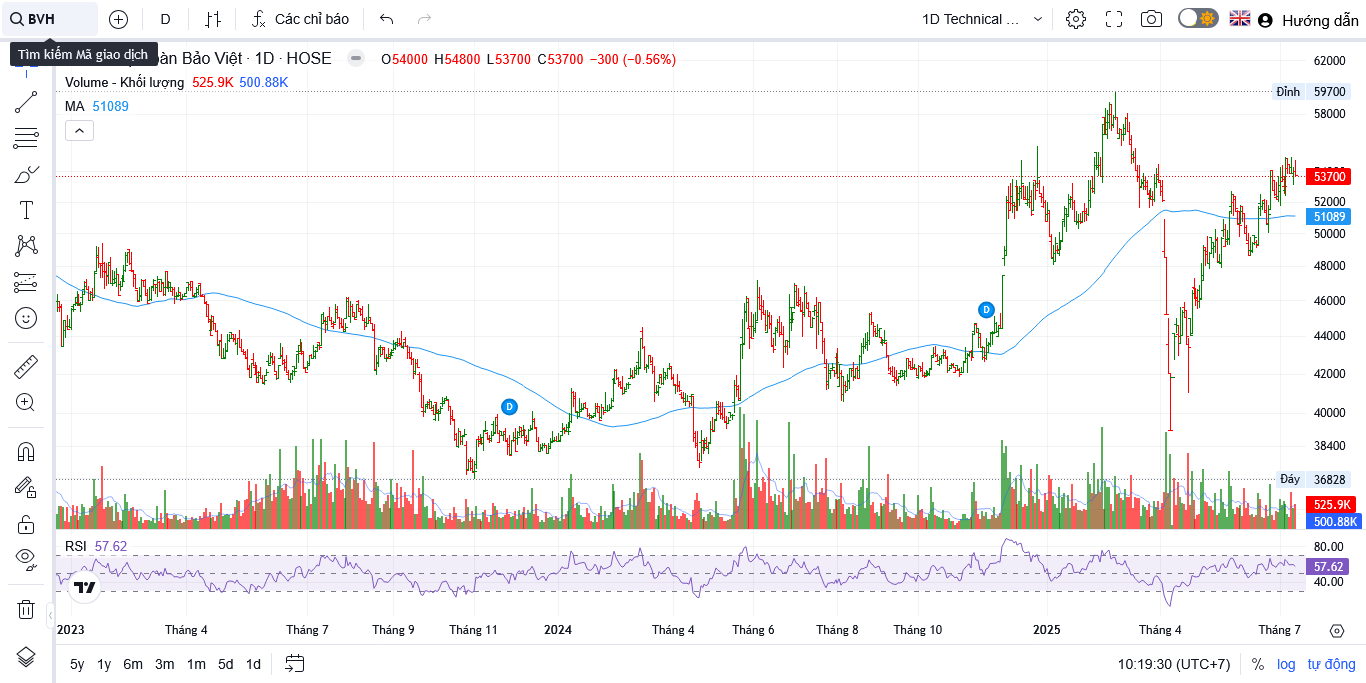 BVH D Các chỉ báo 1D Technical ... Hướng dẫn
Tìm kiếm Mã giao dịch
Bảo Việt · 1D · HOSE O54000 H54800 L53700 C53700 −300 (−0.56%)
Volume - Khối lượng 525.9K 500.88K
MA 51089
62000
Đỉnh 59700
58000
53700
52000
51089
50000
48000
46000
44000
42000
40000
38400
Đáy 36828
525.9K
500.88K
D
D
RSI 57.62
80.00
57.62
40.00
2023 Tháng 4 Tháng 7 Tháng 9 Tháng 11 2024 Tháng 4 Tháng 6 Tháng 8 Tháng 10 2025 Tháng 4 Tháng 7
5y 1y 6m 3m 1m 5d 1d 10:19:30 (UTC+7) % log tự động